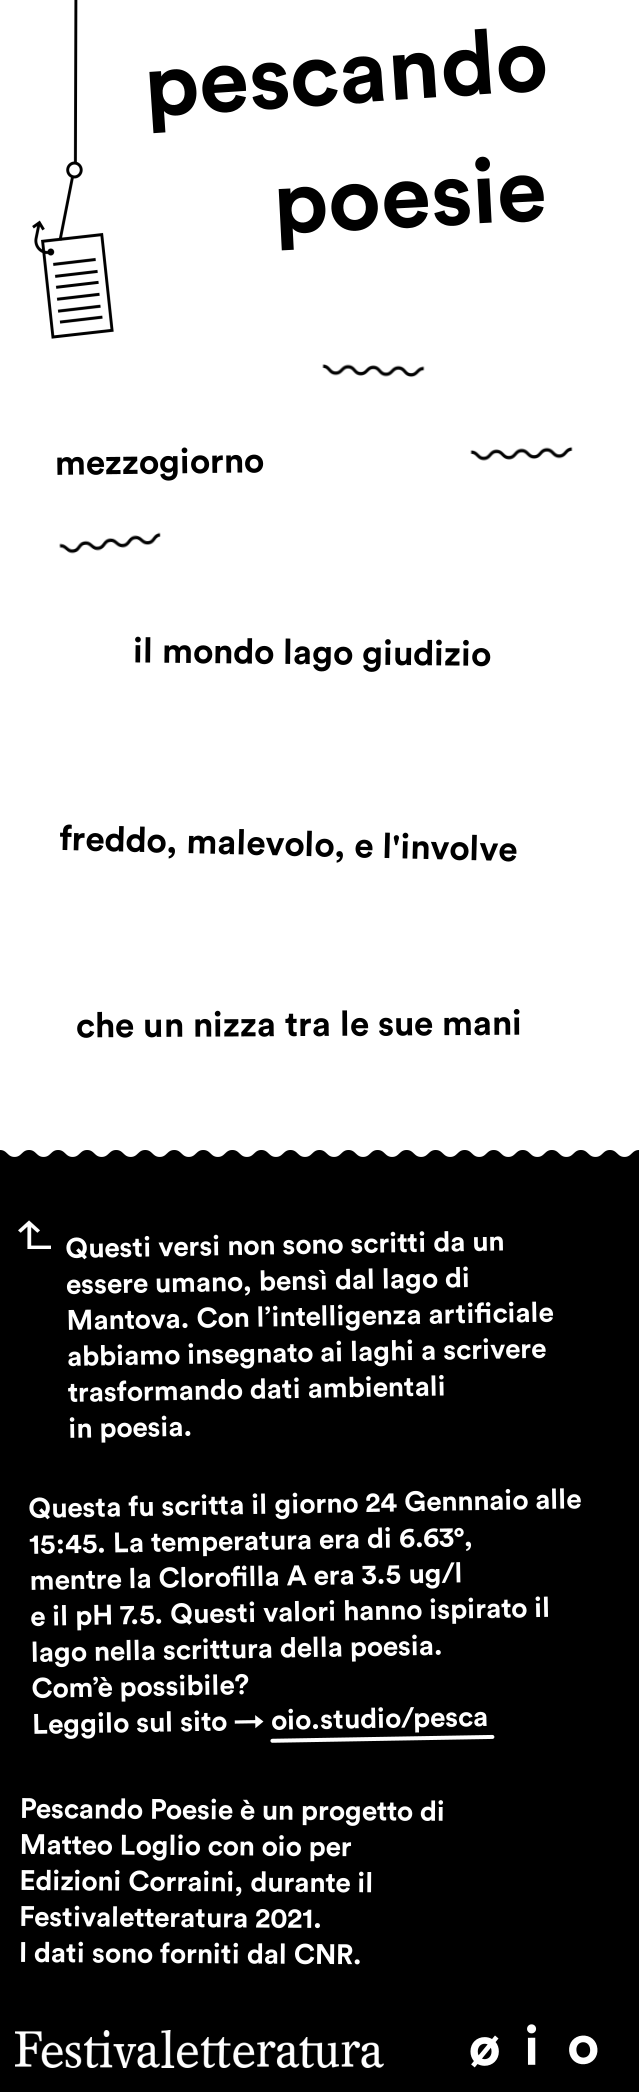 pescando
poesie
mezzogiorno
il mondo lago giudizio
freddo, malevolo, e l'involve
che un nizza tra le sue mani
Questi versi non sono scritti da un
essere umano, bensì dal lago di
Mantova. Con l’intelligenza artificiale
abbiamo insegnato ai laghi a scrivere
trasformando dati ambientali
in poesia.
Questa fu scritta il giorno 24 Gennnaio alle
15:45. La temperatura era di 6.63°,
mentre la Clorofilla A era 3.5 ug/l
e il pH 7.5. Questi valori hanno ispirato il
lago nella scrittura della poesia.
Com’è possibile?
Leggilo sul sito → oio.studio/pesca
Pescando Poesie è un progetto di
Matteo Loglio con oio per
Edizioni Corraini, durante il
Festivaletteratura 2021.
I dati sono forniti dal CNR.
Festivaletteratura
ø i o